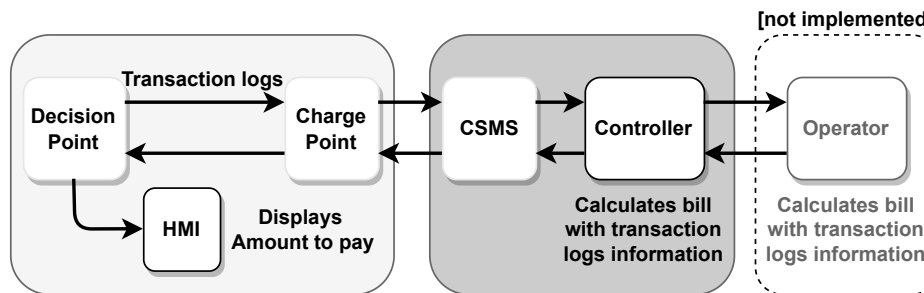 [not implemented
Transaction logs
Decision
Point
Charge
Point
CSMS
Controller
Operator
HMI
Displays
Amount to pay
Calculates bill
with transaction
logs information
Calculates bill
with transaction
logs information